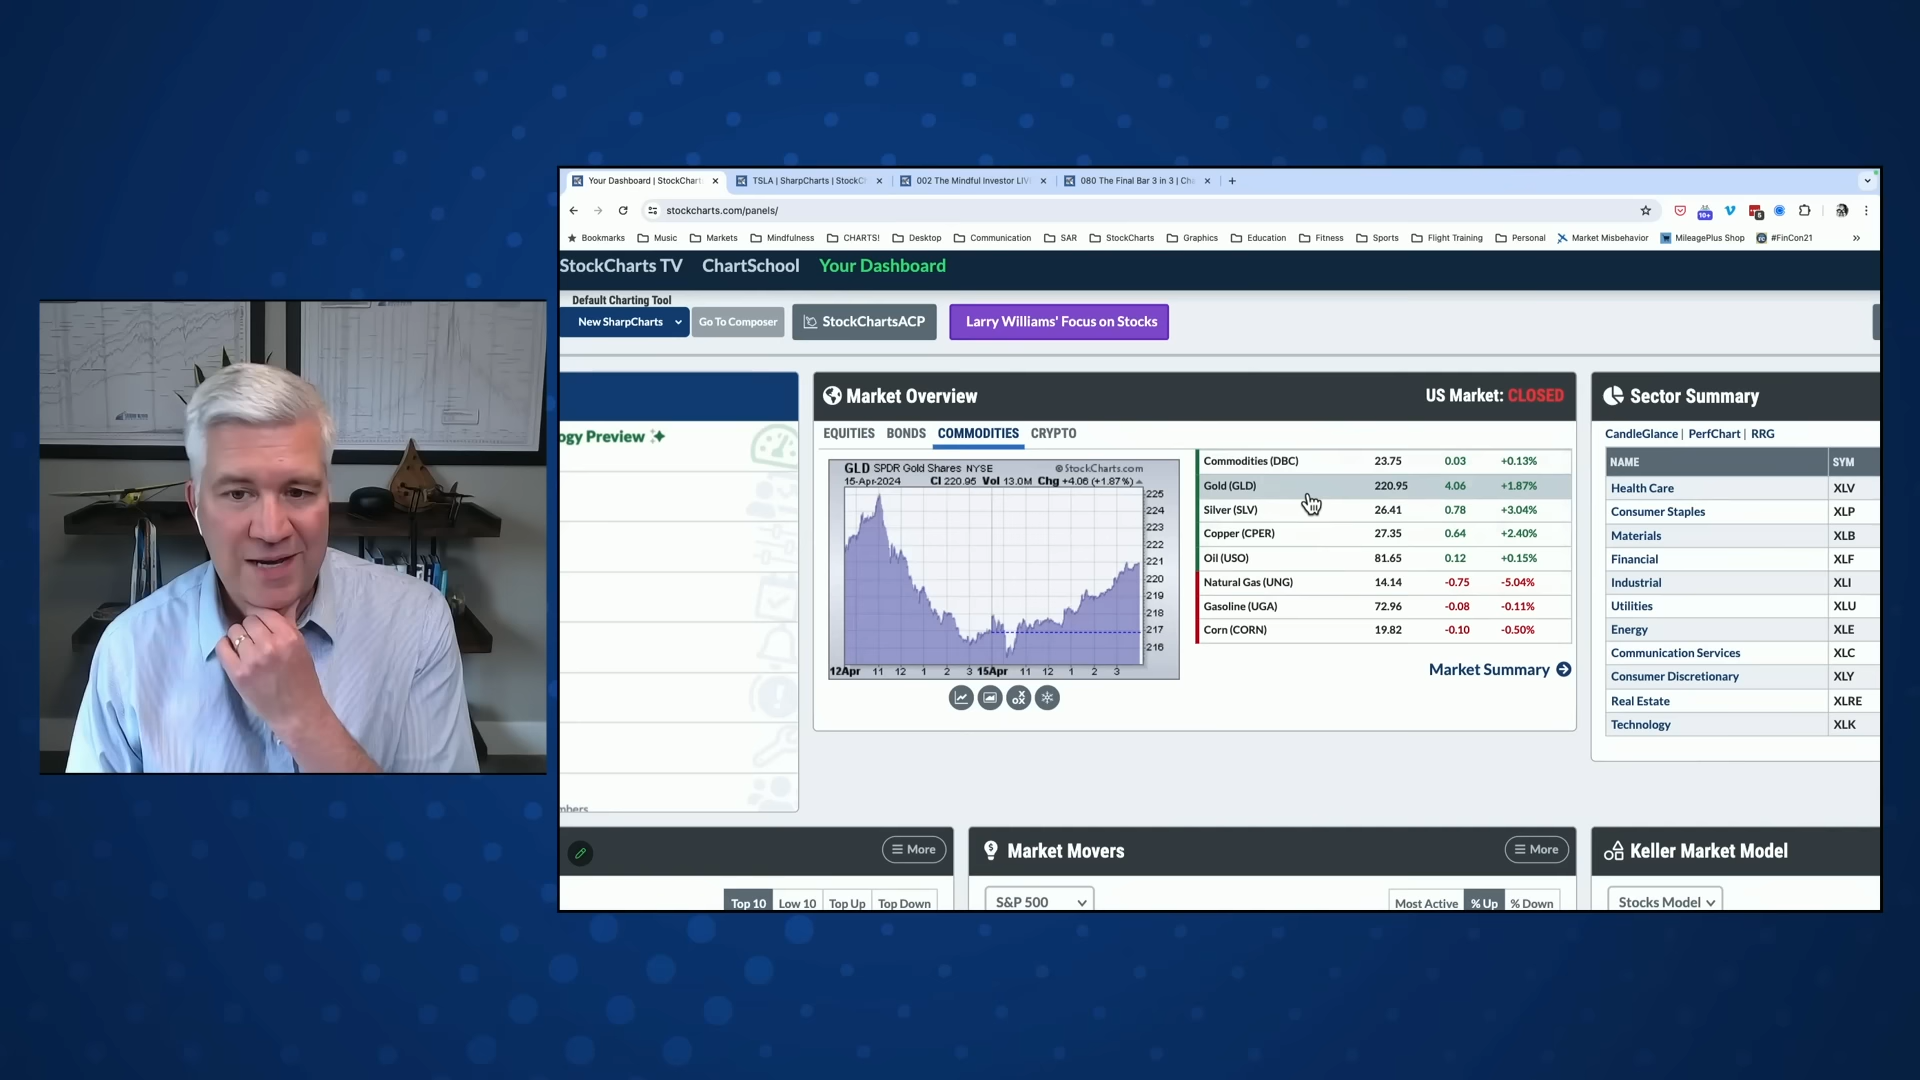 Your Dashboard | StockChart
TSLA | SharpCharts | StockC
002 The Mindful Investor LIV
080 The Final Bar 3 in 3 | Ch
stockcharts.com/panels/
10+
5
Bookmarks
Music
Markets
Mindfulness
CHARTS!
Desktop
Communication
SAR
StockCharts
Graphics
Education
Fitness
Sports
Flight Training
Personal
Market Misbehavior
MileagePlus Shop
#FinCon21
StockCharts TV
ChartSchool
Your Dashboard
Default Charting Tool
New SharpCharts
Go To Composer
StockChartsACP
Larry Williams' Focus on Stocks
ogy Preview
mbers
Market Overview
US Market: CLOSED
EQUITIES BONDS COMMODITIES CRYPTO
GLD SPDR Gold Shares NYSE © StockCharts.com
15-Apr-2024 Cl 220.95 Vol 13.0M Chg +4.06 (+1.87%)
225
224
223
222
221
220
219
218
217
216
12Apr 11 12 1 2 3 15Apr 11 12 1 2 3
Commodities (DBC) 23.75 0.03 +0.13%
Gold (GLD) 220.95 4.06 +1.87%
Silver (SLV) 26.41 0.78 +3.04%
Copper (CPER) 27.35 0.64 +2.40%
Oil (USO) 81.65 0.12 +0.15%
Natural Gas (UNG) 14.14 -0.75 -5.04%
Gasoline (UGA) 72.96 -0.08 -0.11%
Corn (CORN) 19.82 -0.10 -0.50%
Market Summary
Sector Summary
CandleGlance | PerfChart | RRG
NAME SYM
Health Care XLV
Consumer Staples XLP
Materials XLB
Financial XLF
Industrial XLI
Utilities XLU
Energy XLE
Communication Services XLC
Consumer Discretionary XLY
Real Estate XLRE
Technology XLK
More
Top 10 Low 10 Top Up Top Down
Market Movers
More
S&P 500
Most Active % Up % Down
Keller Market Model
Stocks Model